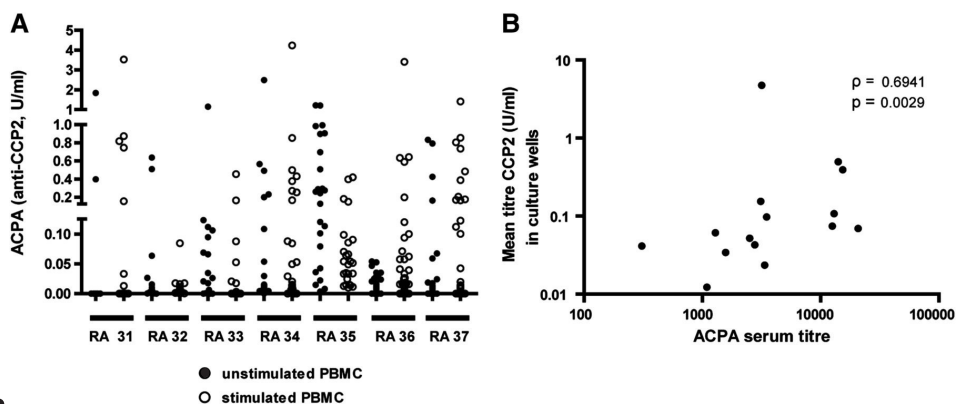 A
ACPA (anti-CCP2, U/ml)
5
4
3
2
1
1.0
0.8
0.6
0.4
0.2
0.10
0.05
0.00
RA 31
RA 32
RA 33
RA 34
RA 35
RA 36
RA 37
unstimulated PBMC
stimulated PBMC
B
Mean titre CCP2 (U/ml)
in culture wells
10
1
0.1
0.01
ρ = 0.6941
p = 0.0029
100
1000
10000
100000
ACPA serum titre